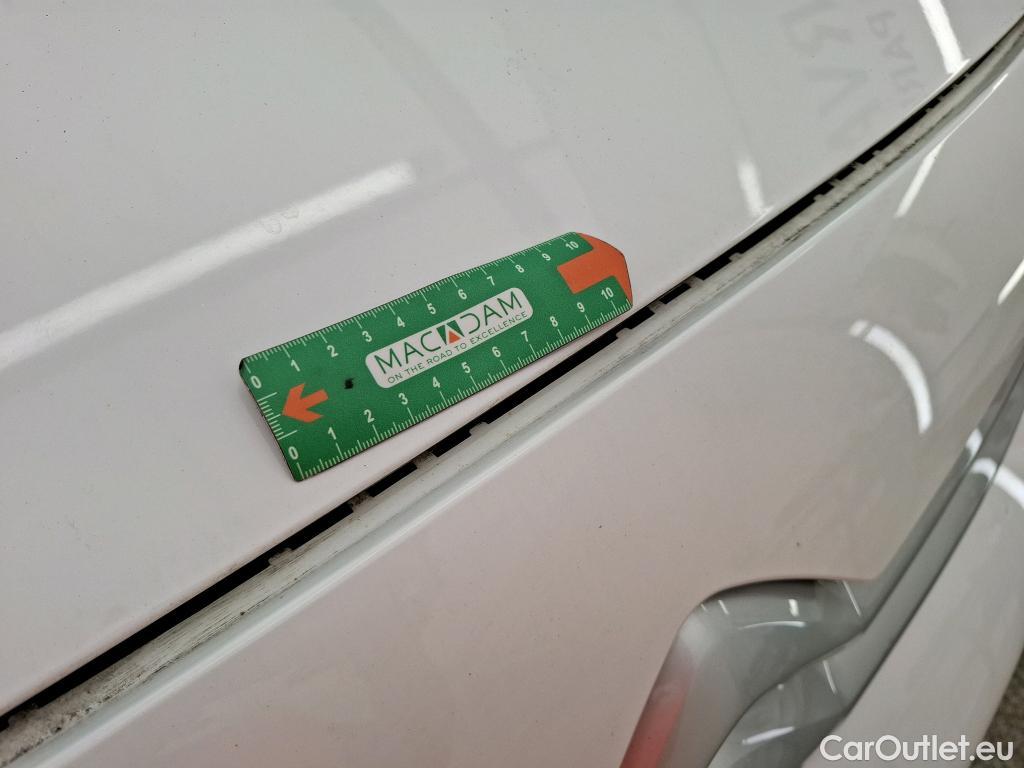 0 1 2 3 4 5 6 7 8 9 10
MACADAM
ON THE ROAD TO EXCELLENCE
0 1 2 3 4 5 6 7 8 9 10
CarOutlet.eu